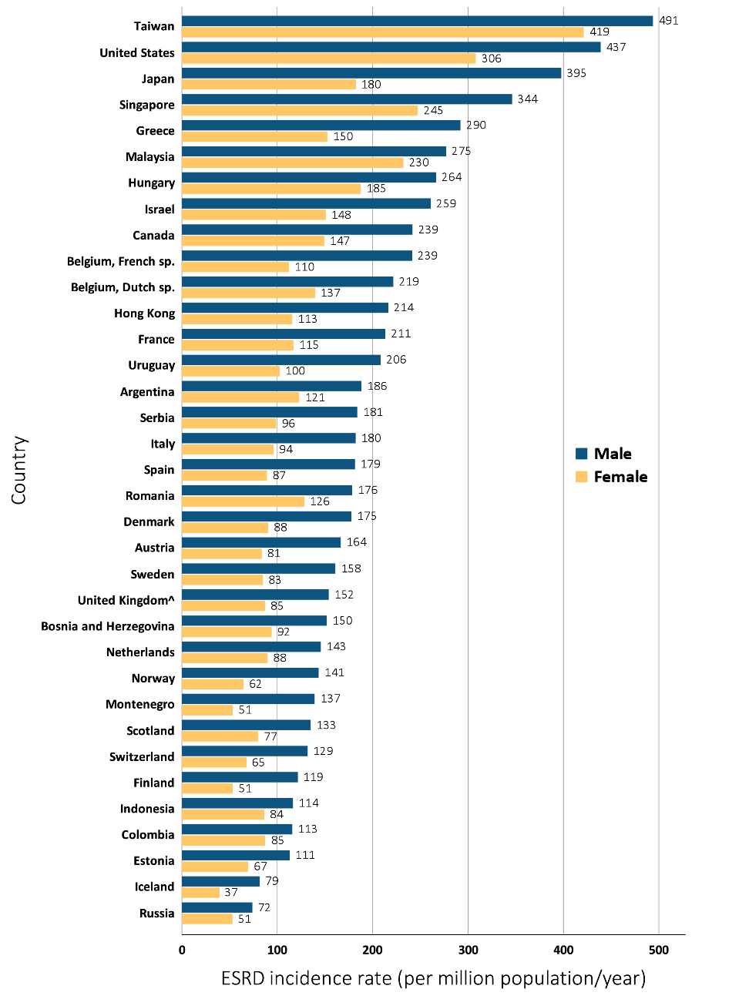 Taiwan 491
419
United States 437
306
Japan 395
180
Singapore 344
245
Greece 290
150
Malaysia 275
230
Hungary 264
185
Israel 259
148
Canada 239
147
Belgium, French sp. 239
110
Belgium, Dutch sp. 219
137
Hong Kong 214
113
France 211
115
Uruguay 206
100
Argentina 186
121
Serbia 181
96
Italy 180
94
Spain 179
87
Romania 176
126
Denmark 175
88
Austria 164
81
Sweden 158
83
United Kingdom^ 152
85
Bosnia and Herzegovina 150
92
Netherlands 143
88
Norway 141
62
Montenegro 137
51
Scotland 133
77
Switzerland 129
65
Finland 119
51
Indonesia 114
84
Colombia 113
85
Estonia 111
67
Iceland 79
37
Russia 72
51
Country
Male
Female
0 100 200 300 400 500
ESRD incidence rate (per million population/year)